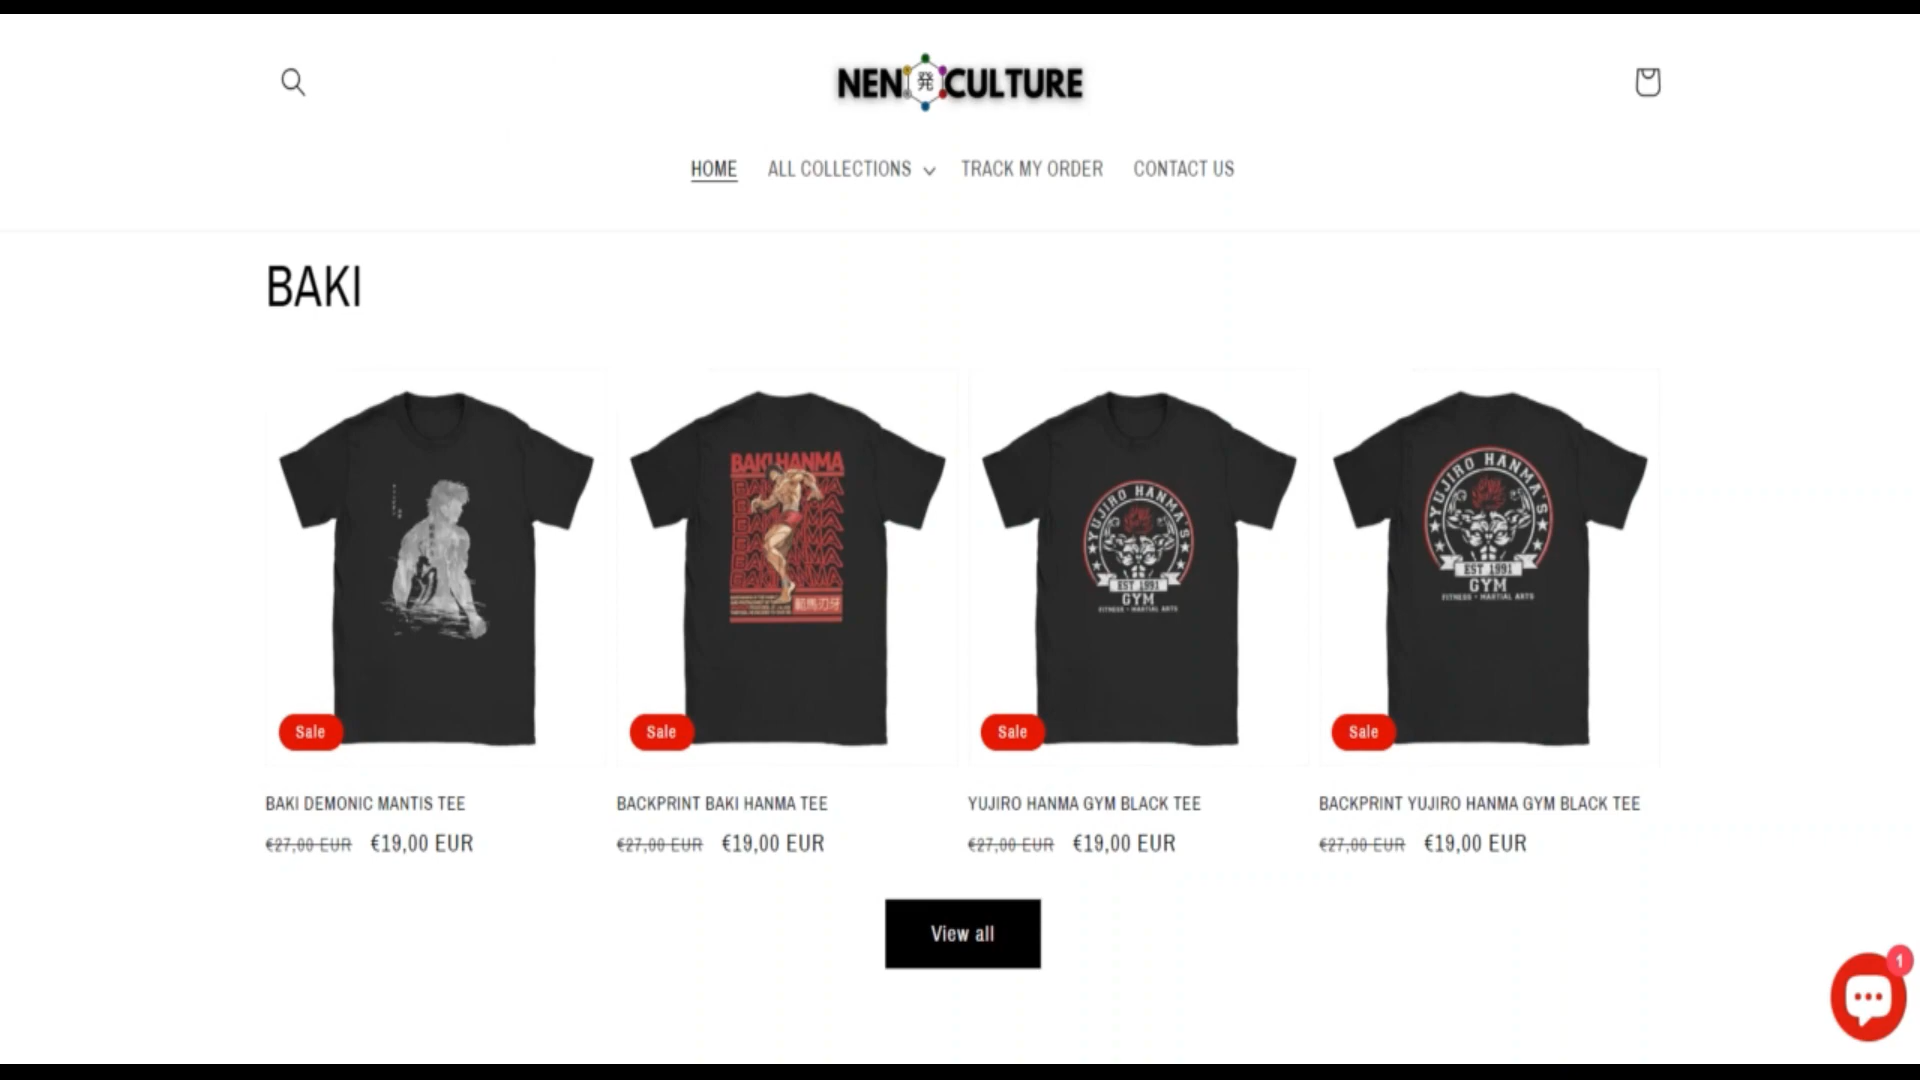 NEN 発 CULTURE
HOME ALL COLLECTIONS TRACK MY ORDER CONTACT US
BAKI
BAKI HANMA
範馬刃牙
YUJIRO HANMA'S
EST 1991
GYM
FITNESS • MARTIAL ARTS
YUJIRO HANMA'S
EST 1991
GYM
FITNESS • MARTIAL ARTS
Sale Sale Sale Sale
BAKI DEMONIC MANTIS TEE
€27,00 EUR €19,00 EUR
BACKPRINT BAKI HANMA TEE
€27,00 EUR €19,00 EUR
YUJIRO HANMA GYM BLACK TEE
€27,00 EUR €19,00 EUR
BACKPRINT YUJIRO HANMA GYM BLACK TEE
€27,00 EUR €19,00 EUR
View all
1